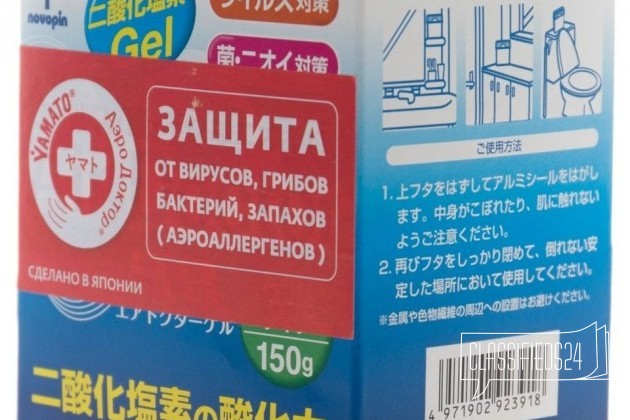 novopin
二酸化塩素
Gel
ウイルス対策
菌・ニオイ対策
YAMATO®
ヤマト
Аэро Доктор®
ЗАЩИТА
ОТ ВИРУСОВ, ГРИБОВ
БАКТЕРИЙ, ЗАПАХОВ
( АЭРОАЛЛЕРГЕНОВ )
СДЕЛАНО В ЯПОНИИ
エアドクターゲル
150g
二酸化塩素の酸化力
ご使用方法
1. 上フタをはずしてアルミシールをはがし
ます。中身がこぼれたり、肌に触れない
ようご注意ください。
2. 再びフタをしっかり閉めて、倒れない安
定した場所において使用してください。
※金属や色物繊維の周辺への設置はお避けください。
4 971902 923918
CLASSIFIEDS24